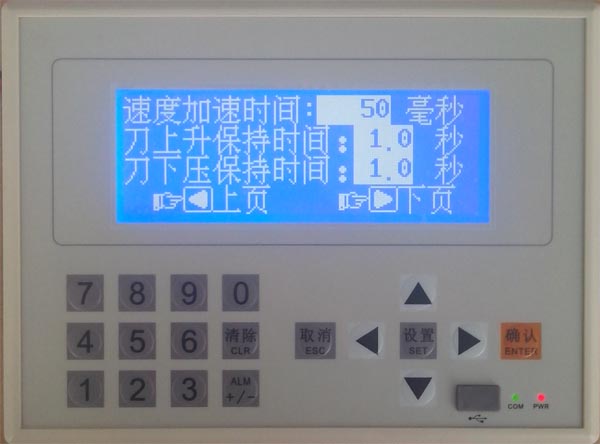 速度加速时间:50 毫秒
刀上升保持时间:1.0 秒
刀下压保持时间:1.0 秒
上页 下页
7 8 9 0
4 5 6 清除 CLR 取消 ESC 设置 SET 确认 ENTER
1 2 3 ALM +/-
COM PWR